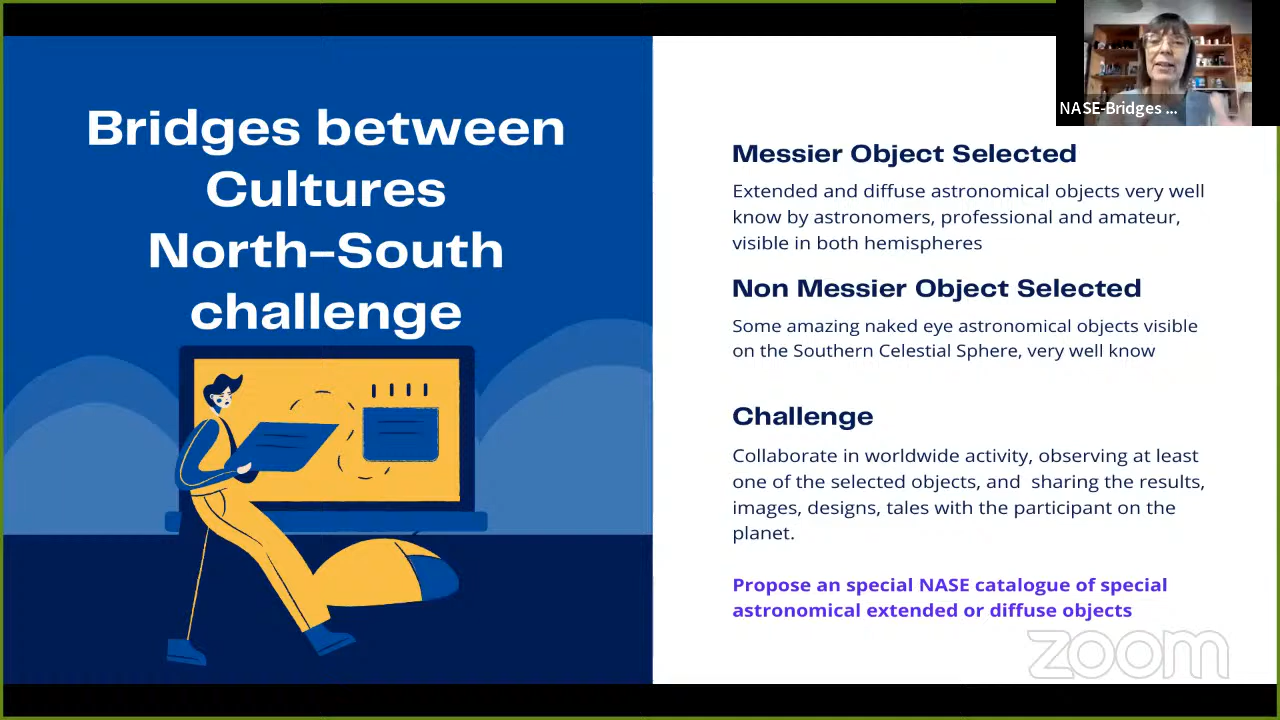 Bridges between
Cultures
North–South
challenge
NASE-Bridges ...
Messier Object Selected
Extended and diffuse astronomical objects very well
know by astronomers, professional and amateur,
visible in both hemispheres
Non Messier Object Selected
Some amazing naked eye astronomical objects visible
on the Southern Celestial Sphere, very well know
Challenge
Collaborate in worldwide activity, observing at least
one of the selected objects, and sharing the results,
images, designs, tales with the participant on the
planet.
Propose an special NASE catalogue of special
astronomical extended or diffuse objects
zoom